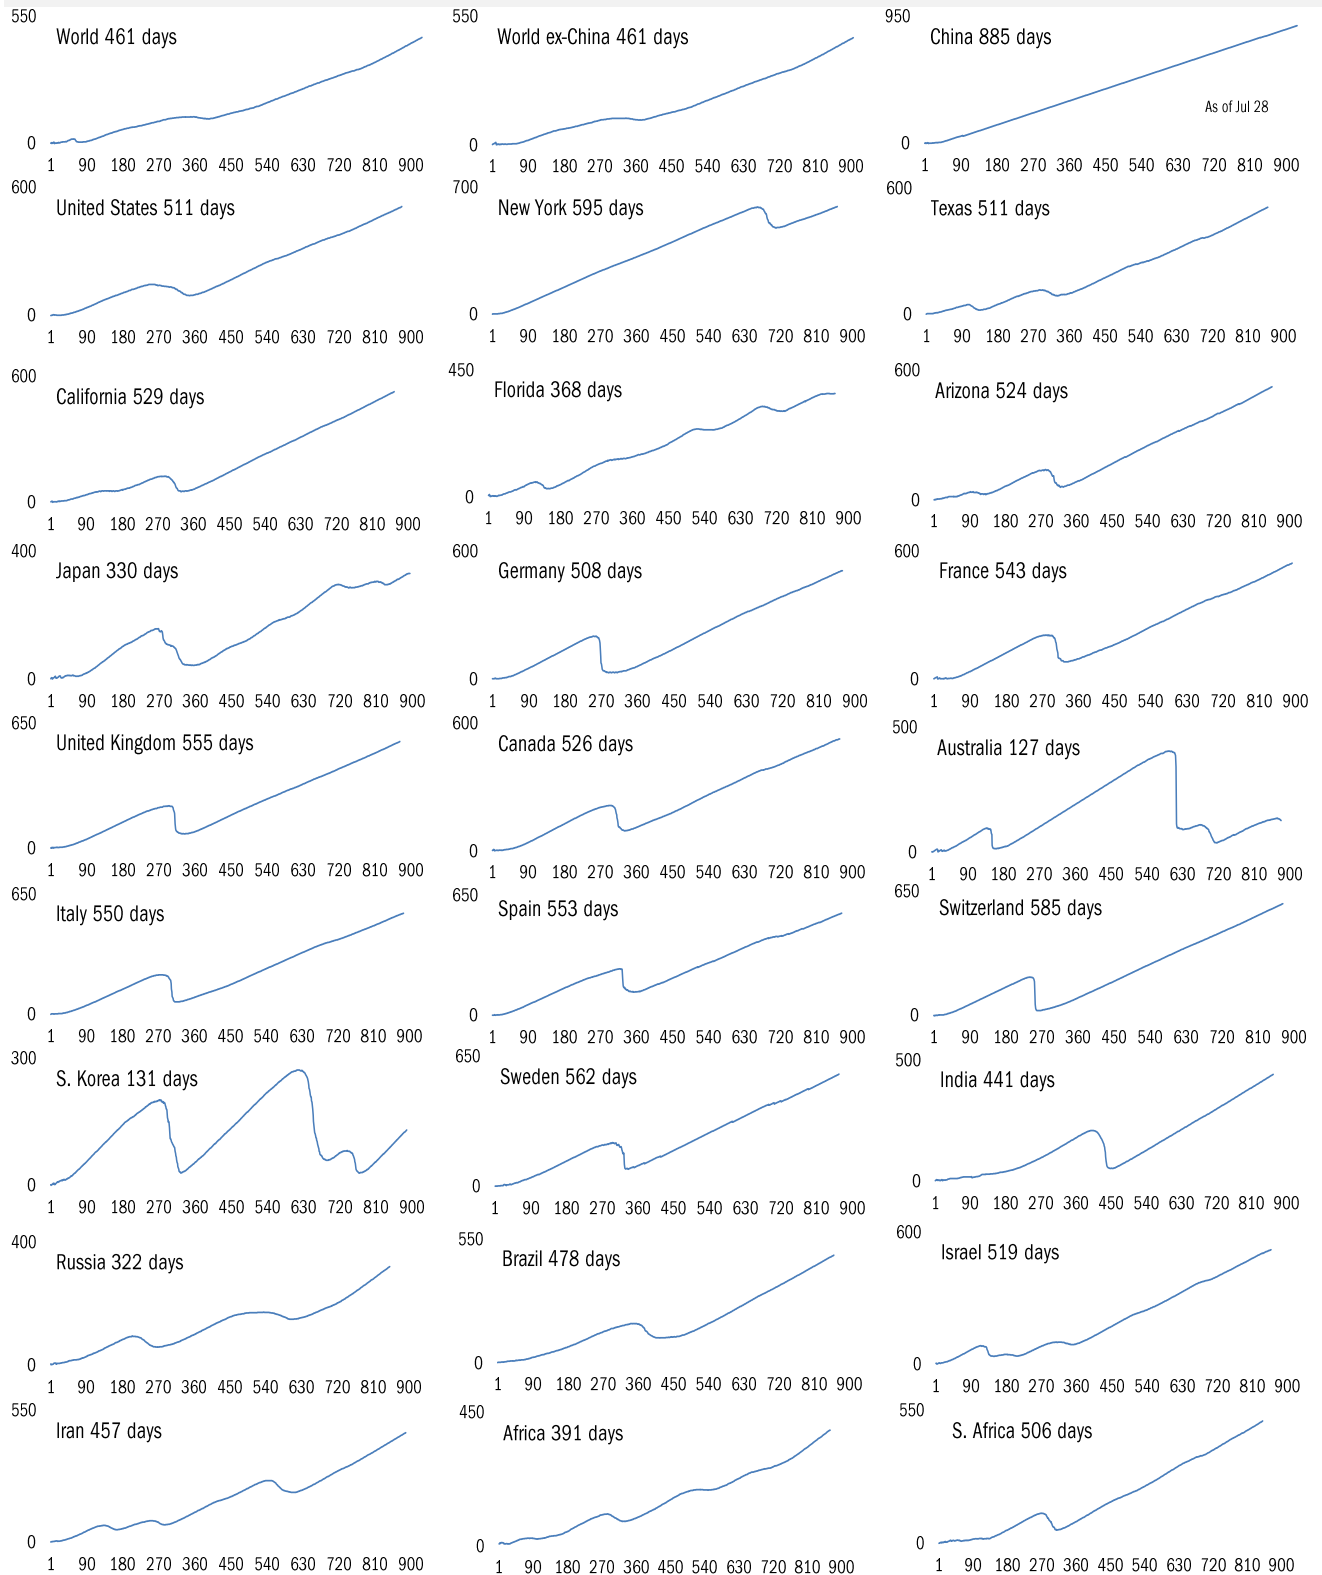 550 550 950
World 461 days World ex-China 461 days China 885 days
As of Jul 28
0 0 0
1 90 180 270 360 450 540 630 720 810 900 1 90 180 270 360 450 540 630 720 810 900 1 90 180 270 360 450 540 630 720 810 900
600 700 600
United States 511 days New York 595 days Texas 511 days
0 0 0
1 90 180 270 360 450 540 630 720 810 900 1 90 180 270 360 450 540 630 720 810 900 1 90 180 270 360 450 540 630 720 810 900
600 450 600
California 529 days Florida 368 days Arizona 524 days
0 0 0
1 90 180 270 360 450 540 630 720 810 900 1 90 180 270 360 450 540 630 720 810 900 1 90 180 270 360 450 540 630 720 810 900
400 600 600
Japan 330 days Germany 508 days France 543 days
0 0 0
1 90 180 270 360 450 540 630 720 810 900 1 90 180 270 360 450 540 630 720 810 900 1 90 180 270 360 450 540 630 720 810 900
650 600 500
United Kingdom 555 days Canada 526 days Australia 127 days
0 0 0
1 90 180 270 360 450 540 630 720 810 900 1 90 180 270 360 450 540 630 720 810 900 1 90 180 270 360 450 540 630 720 810 900
650 650 650
Italy 550 days Spain 553 days Switzerland 585 days
0 0 0
1 90 180 270 360 450 540 630 720 810 900 1 90 180 270 360 450 540 630 720 810 900 1 90 180 270 360 450 540 630 720 810 900
300 650 500
S. Korea 131 days Sweden 562 days India 441 days
0 0 0
1 90 180 270 360 450 540 630 720 810 900 1 90 180 270 360 450 540 630 720 810 900 1 90 180 270 360 450 540 630 720 810 900
400 550 600
Russia 322 days Brazil 478 days Israel 519 days
0 0 0
1 90 180 270 360 450 540 630 720 810 900 1 90 180 270 360 450 540 630 720 810 900 1 90 180 270 360 450 540 630 720 810 900
550 450 550
Iran 457 days Africa 391 days S. Africa 506 days
0 0 0
1 90 180 270 360 450 540 630 720 810 900 1 90 180 270 360 450 540 630 720 810 900 1 90 180 270 360 450 540 630 720 810 900